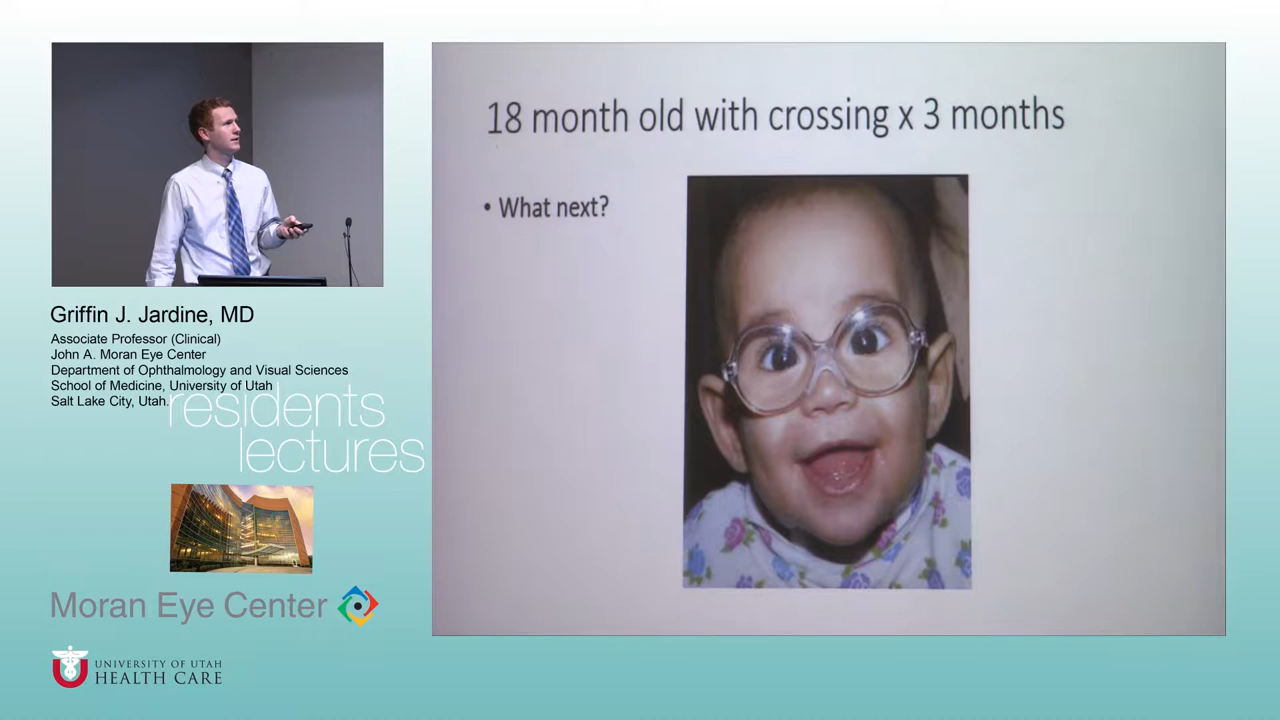 18 month old with crossing x 3 months
• What next?
Griffin J. Jardine, MD
Associate Professor (Clinical)
John A. Moran Eye Center
Department of Ophthalmology and Visual Sciences
School of Medicine, University of Utah
Salt Lake City, Utah.
residents
lectures
Moran Eye Center
UNIVERSITY OF UTAH
HEALTH CARE